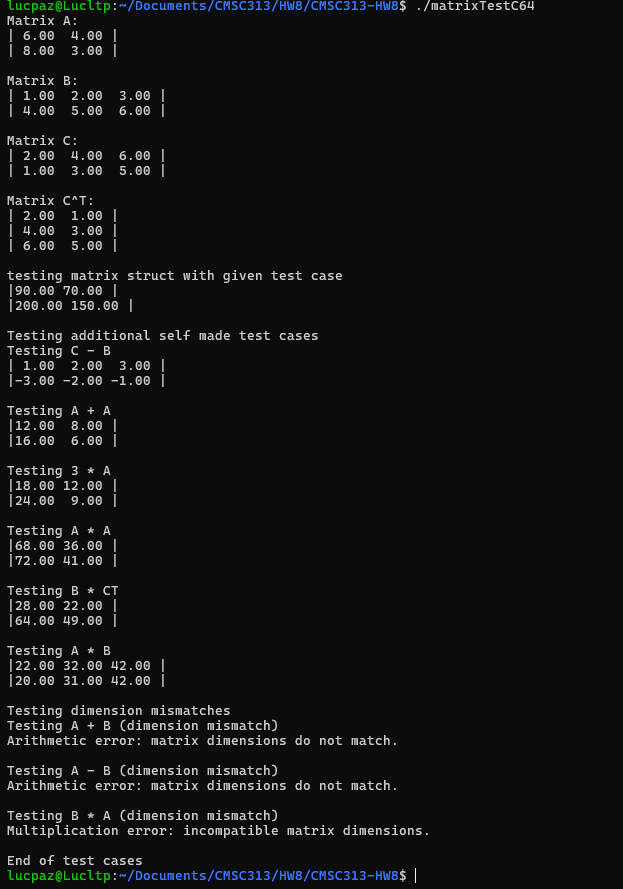 lucpaz@Lucltp:~/Documents/CMSC313/HW8/CMSC313-HW8$ ./matrixTestC64
Matrix A:
| 6.00  4.00 |
| 8.00  3.00 |

Matrix B:
| 1.00  2.00  3.00 |
| 4.00  5.00  6.00 |

Matrix C:
| 2.00  4.00  6.00 |
| 1.00  3.00  5.00 |

Matrix C^T:
| 2.00  1.00 |
| 4.00  3.00 |
| 6.00  5.00 |

testing matrix struct with given test case
|90.00 70.00 |
|200.00 150.00 |

Testing additional self made test cases
Testing C - B
| 1.00  2.00  3.00 |
|-3.00 -2.00 -1.00 |

Testing A + A
|12.00  8.00 |
|16.00  6.00 |

Testing 3 * A
|18.00 12.00 |
|24.00  9.00 |

Testing A * A
|68.00 36.00 |
|72.00 41.00 |

Testing B * CT
|28.00 22.00 |
|64.00 49.00 |

Testing A * B
|22.00 32.00 42.00 |
|20.00 31.00 42.00 |

Testing dimension mismatches
Testing A + B (dimension mismatch)
Arithmetic error: matrix dimensions do not match.

Testing A - B (dimension mismatch)
Arithmetic error: matrix dimensions do not match.

Testing B * A (dimension mismatch)
Multiplication error: incompatible matrix dimensions.

End of test cases
lucpaz@Lucltp:~/Documents/CMSC313/HW8/CMSC313-HW8$